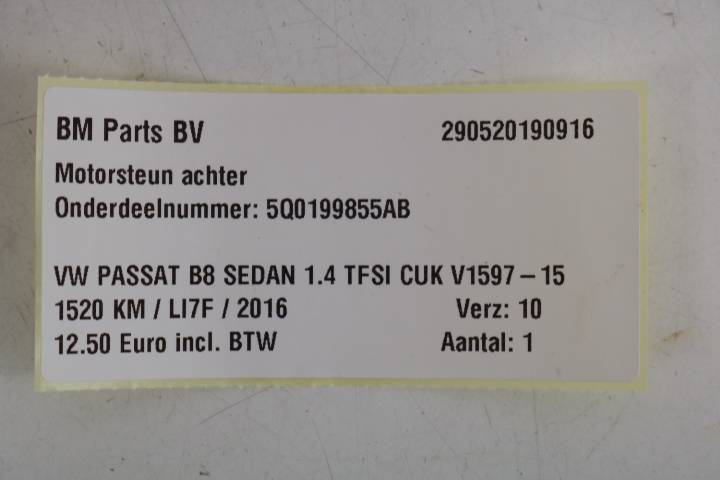 BM Parts BV 290520190916
Motorsteun achter
Onderdeelnummer: 5Q0199855AB
VW PASSAT B8 SEDAN 1.4 TFSI CUK V1597-15
1520 KM / LI7F / 2016 Verz: 10
12.50 Euro incl. BTW Aantal: 1